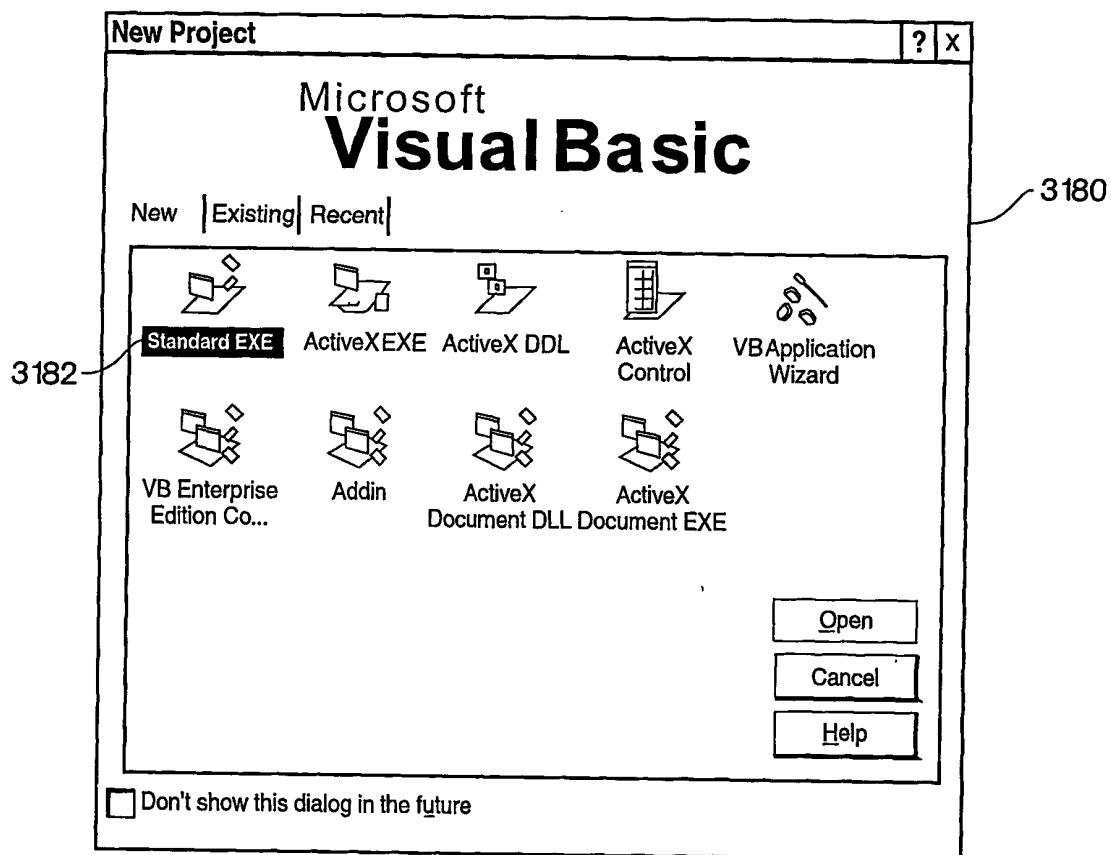 New Project ? X
Microsoft
Visual Basic
3180
New Existing Recent
Standard EXE ActiveX EXE ActiveX DDL ActiveX Control VB Application Wizard
3182
VB Enterprise Edition Co... Addin ActiveX Document DLL ActiveX Document EXE
Open
Cancel
Help
Don't show this dialog in the future